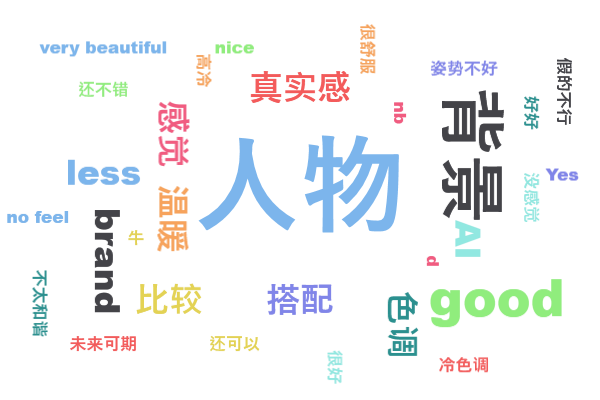 very beautiful
nice
很舒服
高冷
还不错
真实感
姿势不好
假的不行
感觉
nb
背景
好好
人物
less
Yes
没感觉
温暖
no feel
brand
牛
AI
d
不太和谐
比较
搭配
色调
good
未来可期
还可以
很好
冷色调